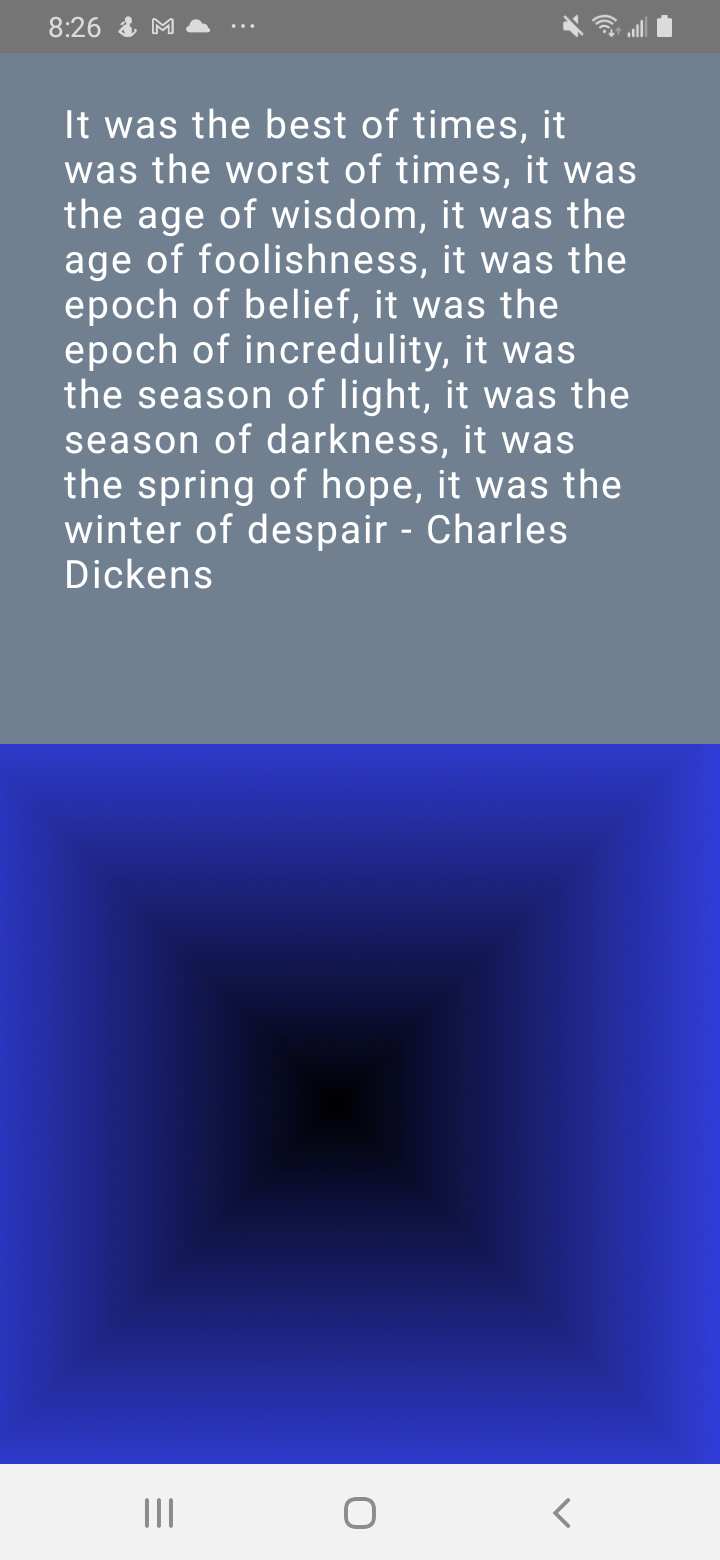 8:26
It was the best of times, it
was the worst of times, it was
the age of wisdom, it was the
age of foolishness, it was the
epoch of belief, it was the
epoch of incredulity, it was
the season of light, it was the
season of darkness, it was
the spring of hope, it was the
winter of despair - Charles
Dickens